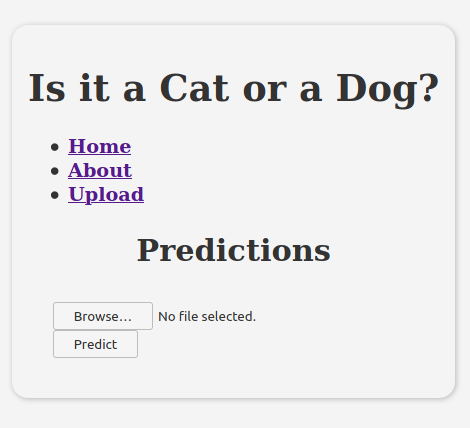 Is it a Cat or a Dog?
Home
About
Upload
Predictions
Browse... No file selected.
Predict